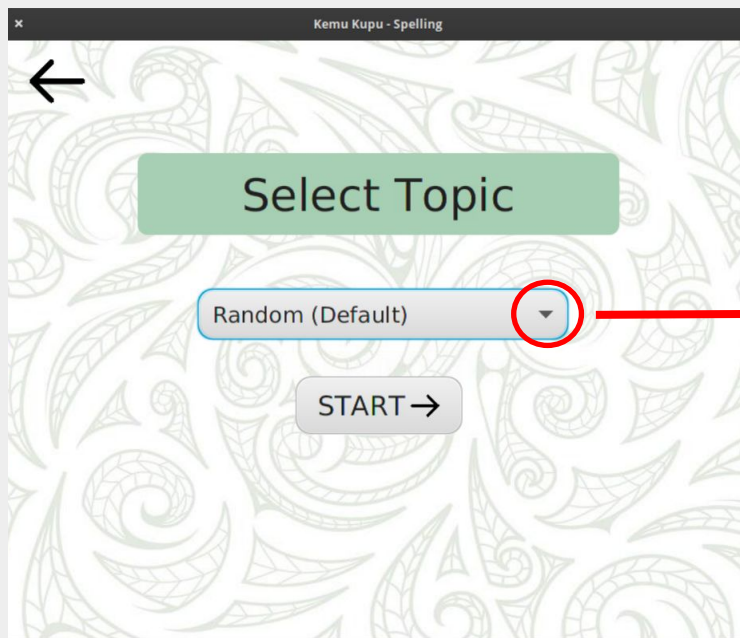 Kemu Kupu - Spelling
Select Topic
Random (Default)
START